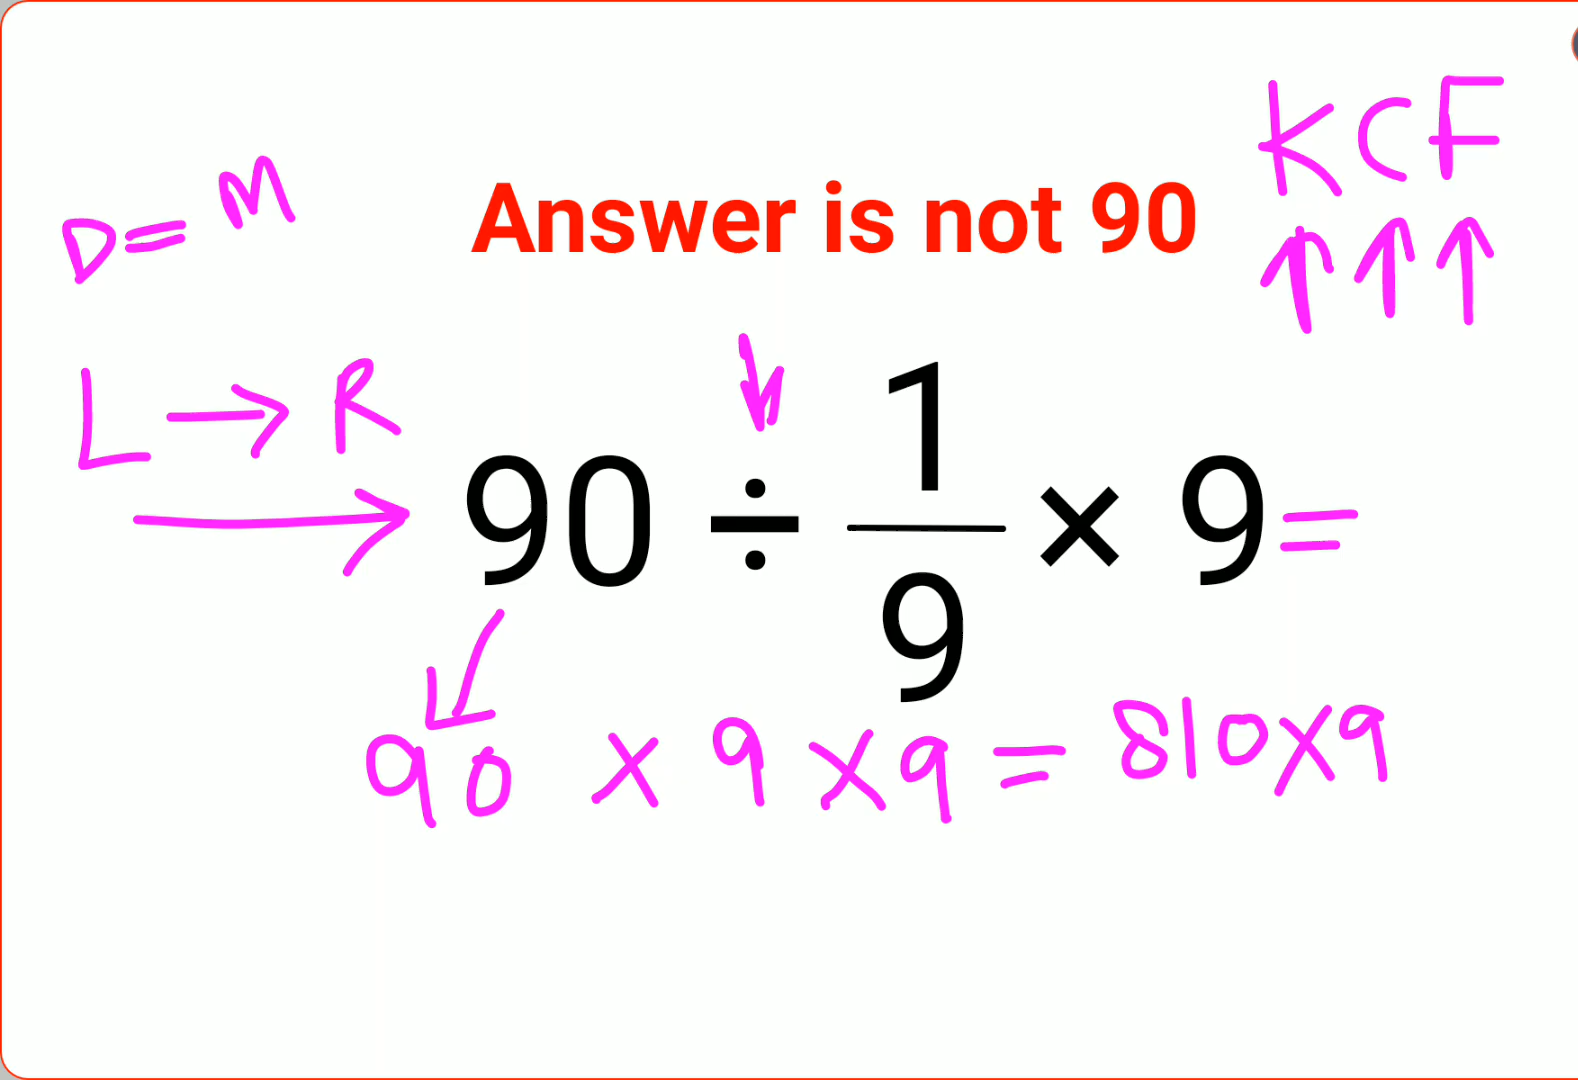 KCF
D=M
Answer is not 90
L→R
90 ÷ 1/9 × 9=
90 × 9 × 9 = 810×9